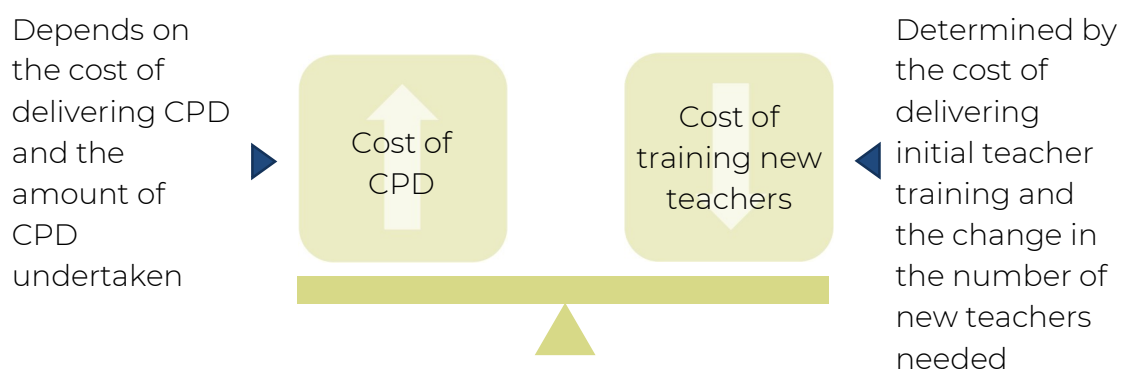 Depends on
the cost of
delivering CPD
and the
amount of
CPD
undertaken
Cost of
CPD
Cost of
training new
teachers
Determined by
the cost of
delivering
initial teacher
training and
the change in
the number of
new teachers
needed